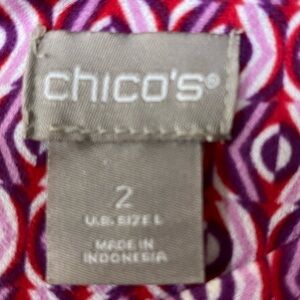 chico's®
2
U.S. SIZE L
MADE IN
INDONESIA